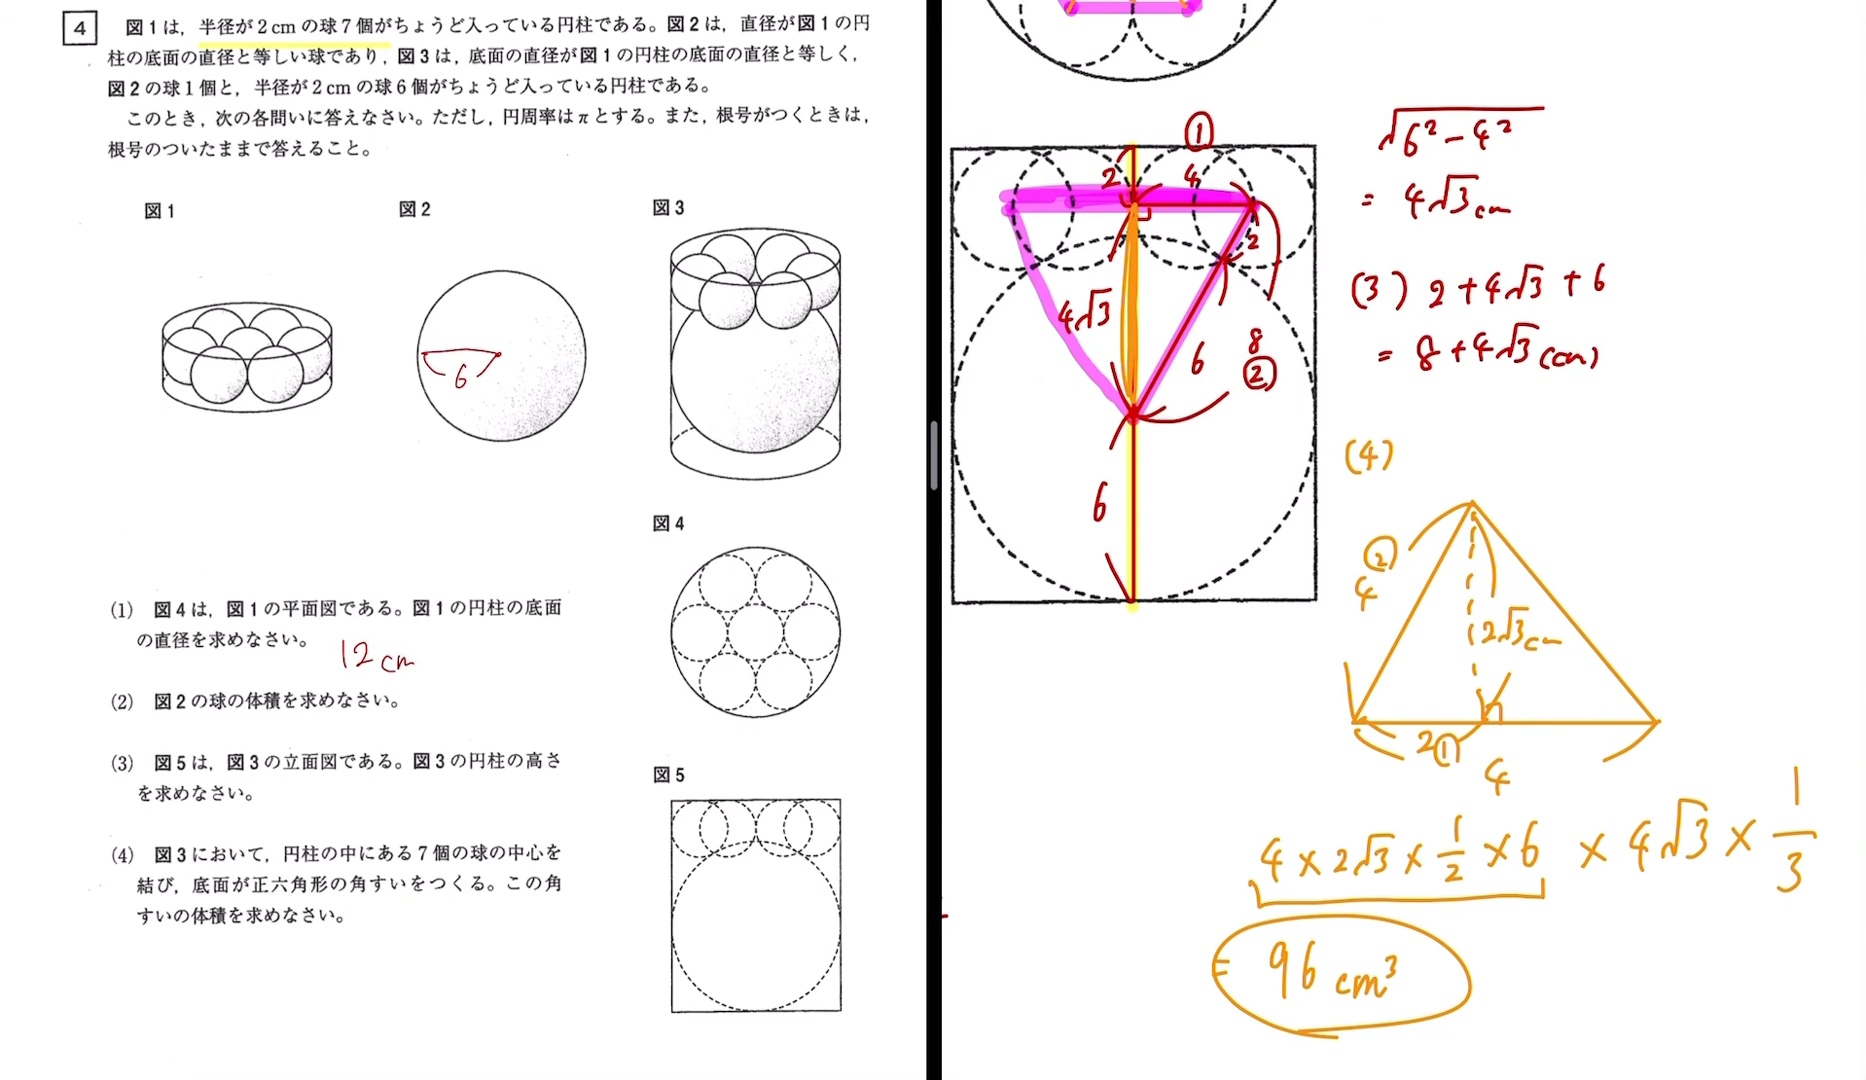 4 図1は，半径が2cmの球7個がちょうど入っている円柱である。図2は，直径が図1の円
柱の底面の直径と等しい球であり，図3は，底面の直径が図1の円柱の底面の直径と等しく，
図2の球1個と，半径が2cmの球6個がちょうど入っている円柱である。
このとき，次の各問いに答えなさい。ただし，円周率はπとする。また，根号がつくときは，
根号のついたままで答えること。
図1
図2
図3
6
図4
(1) 図4は，図1の平面図である。図1の円柱の底面
の直径を求めなさい。
12cm
(2) 図2の球の体積を求めなさい。
(3) 図5は，図3の立面図である。図3の円柱の高さ
を求めなさい。
図5
(4) 図3において，円柱の中にある7個の球の中心を
結び，底面が正六角形の角すいをつくる。この角
すいの体積を求めなさい。
①
2
4
2
4√3
6
8
②
6
√6²-4²
= 4√3cm
(3) 2+4√3+6
= 8+4√3(cm)
(4)
②
4
2√3cm
2①
4
4×2√3×1/2×6×4√3×1/3
= 96cm³